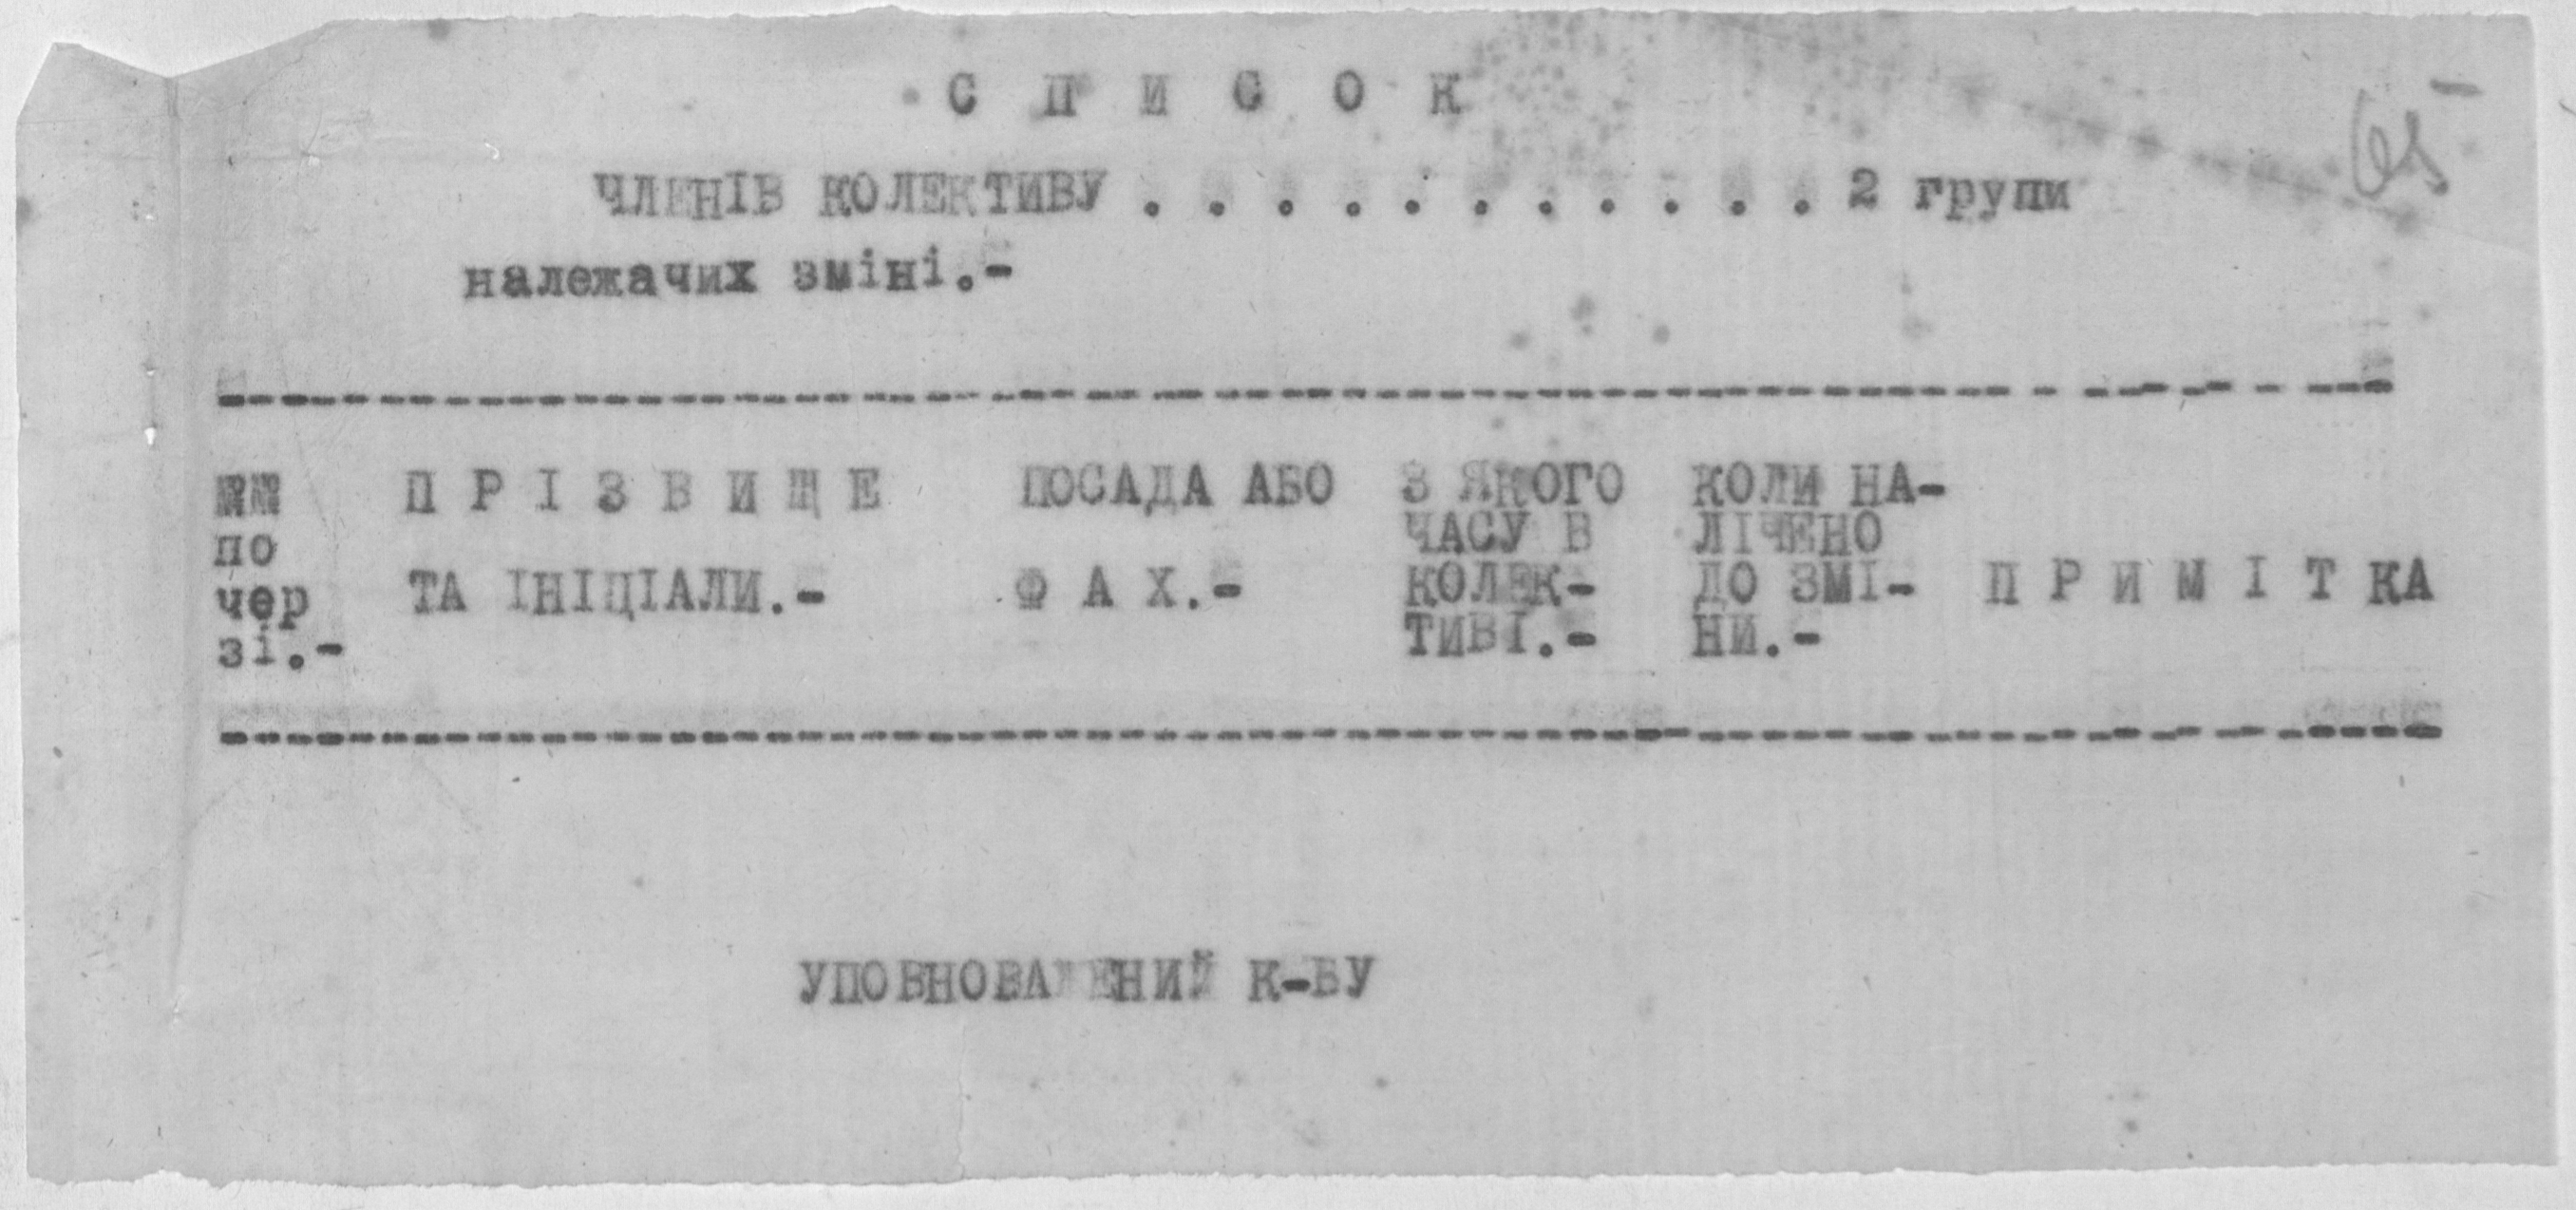 С П И С О К
ЧЛЕНІВ КОЛЕКТИВУ . . . . . . . . . . . 2 групи
належачих зміні.-
№№ П Р І З В И Щ Е ПОСАДА АБО З ЯКОГО КОЛИ НА-
по ЧАСУ В ЛІЧЕНО
чер ТА ІНІЦІАЛИ.- Ф А Х.- КОЛЕК- ДО ЗМІ- П Р И М І Т КА
зі.- ТИВІ.- НИ.-
УПОВНОВАЖЕНИЙ К-ВУ